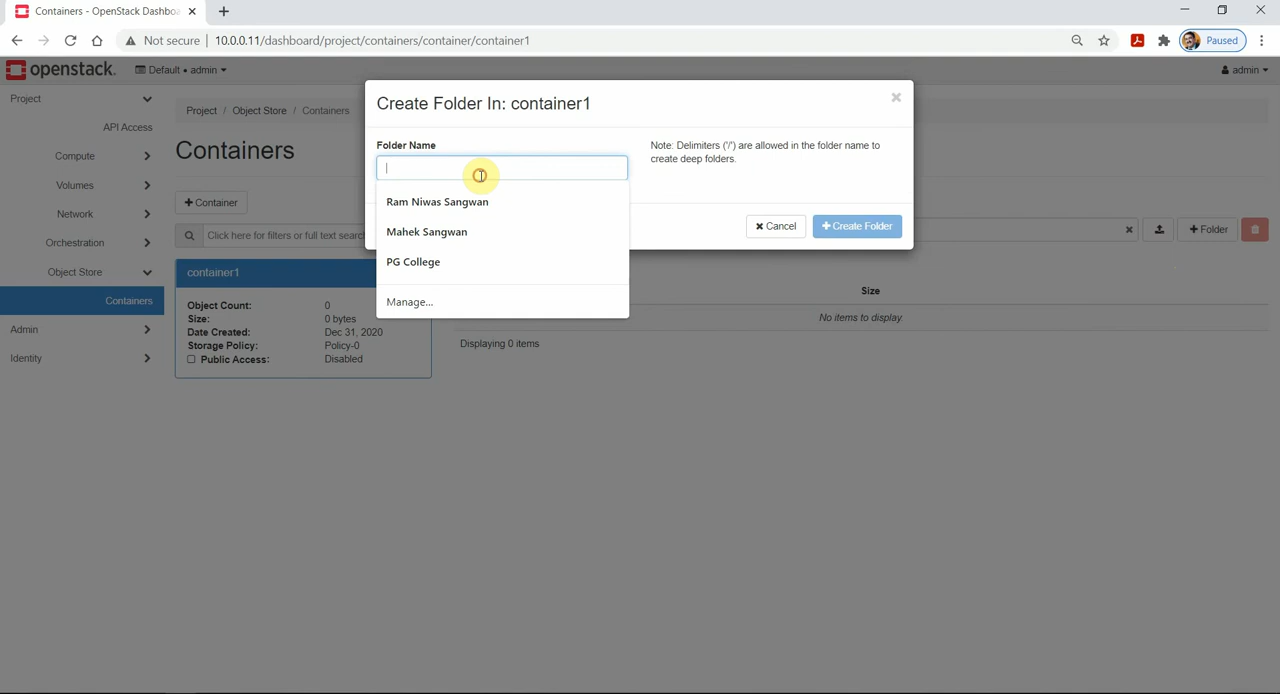 Containers - OpenStack Dashboa
Not secure
10.0.0.11/dashboard/project/containers/container/container1
Paused
openstack.
Default • admin
admin
Project
API Access
Compute
Volumes
Network
Orchestration
Object Store
Containers
Admin
Identity
Project / Object Store / Containers
Containers
+Container
Click here for filters or full text searc
container1
Object Count: 0
Size: 0 bytes
Date Created: Dec 31, 2020
Storage Policy: Policy-0
Public Access: Disabled
+Folder
Size
No items to display.
Displaying 0 items
Create Folder In: container1
Folder Name
Note: Delimiters ('/') are allowed in the folder name to
create deep folders.
Ram Niwas Sangwan
Mahek Sangwan
PG College
Manage...
Cancel
+Create Folder